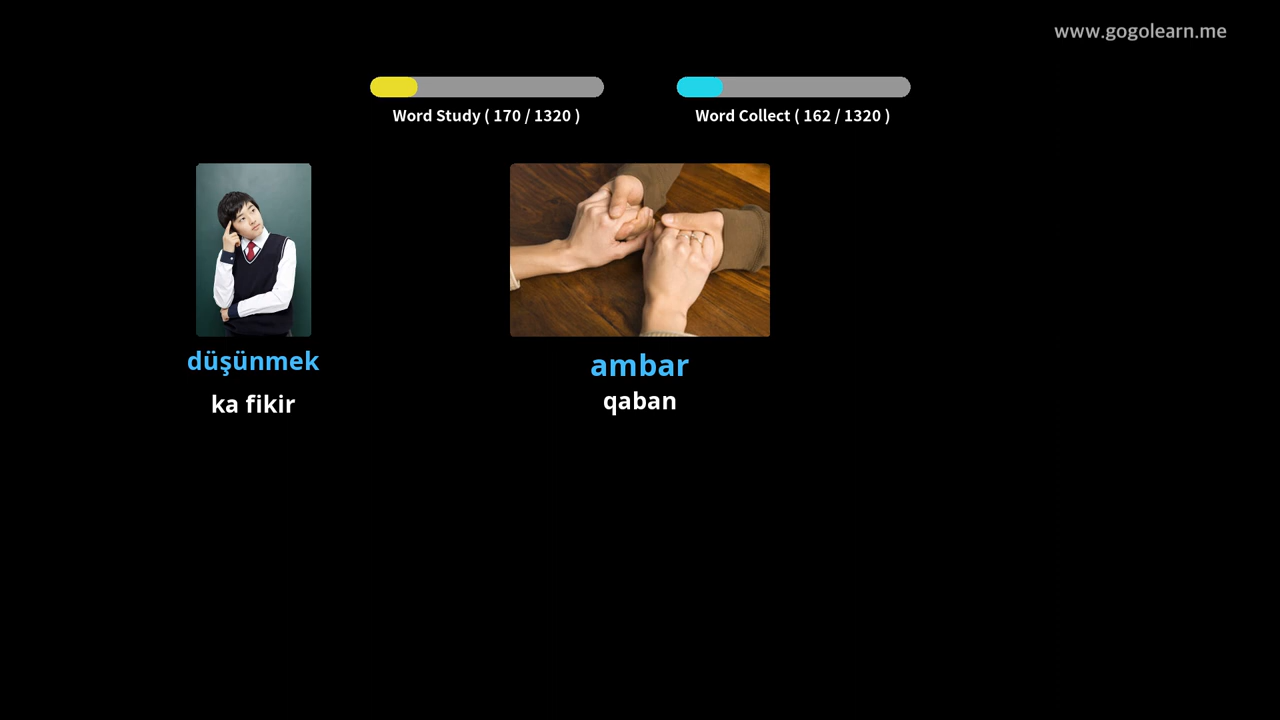 www.gogolearn.me
Word Study ( 170 / 1320 )
Word Collect ( 162 / 1320 )
düşünmek
ka fikir
ambar
qaban